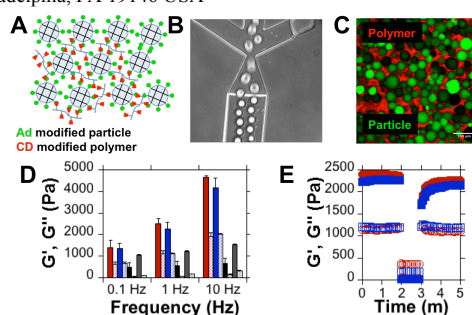 adelphia, PA 19146 USA
A
B
C
Polymer
Particle
Ad modified particle
CD modified polymer
D
G', G" (Pa)
5000
4000
3000
2000
1000
0
0.1 Hz 1 Hz 10 Hz
Frequency (Hz)
E
G', G" (Pa)
2500
2000
1500
1000
500
0
0 1 2 3 4 5
Time (m)